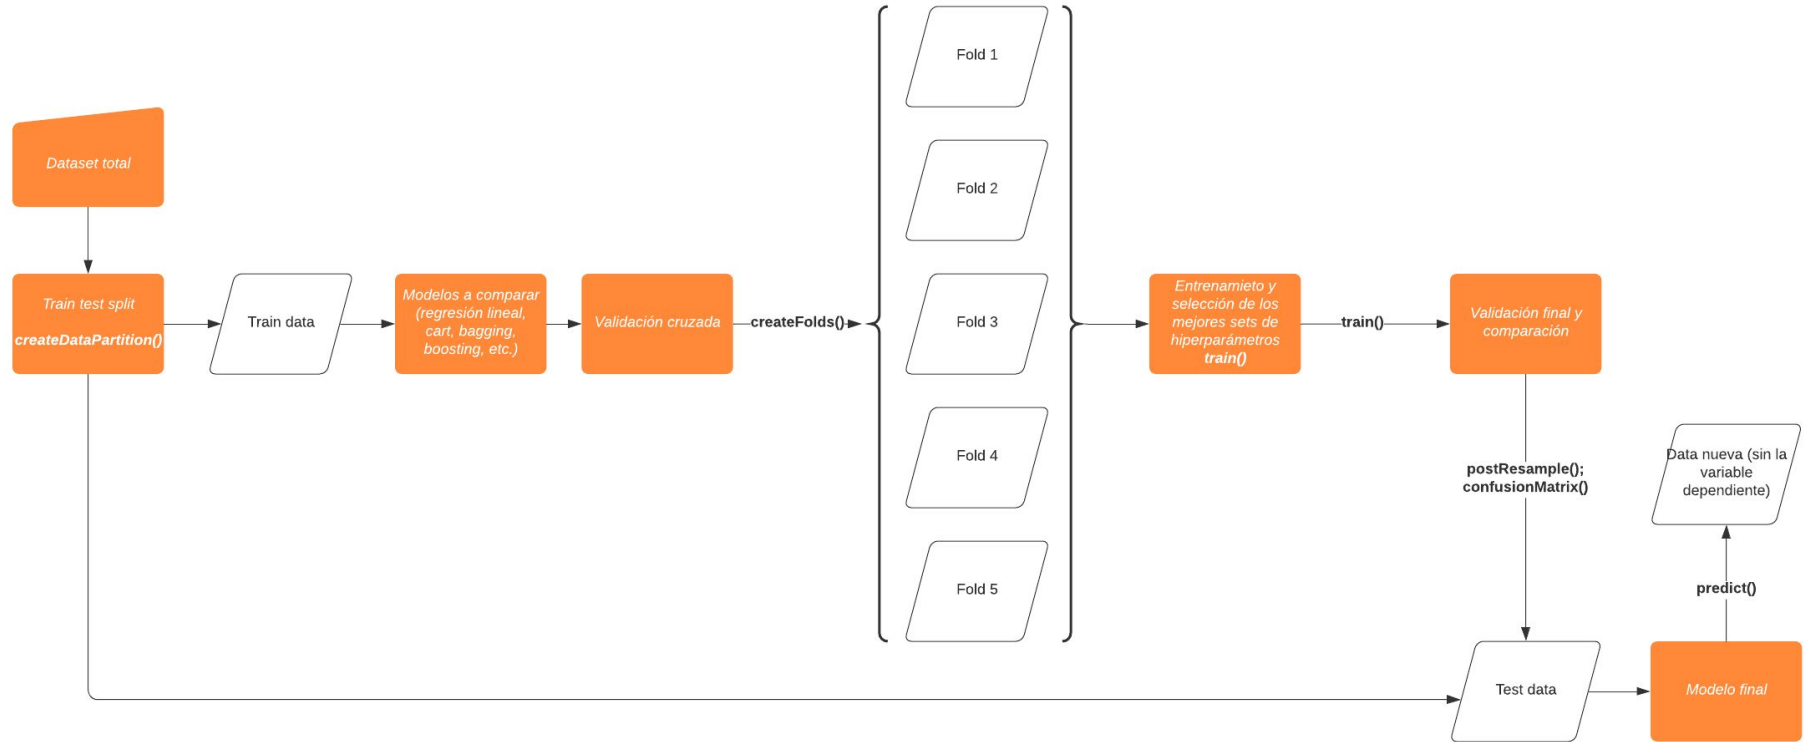 Dataset total
Train test split
createDataPartition()
Train data
Modelos a comparar
(regresión lineal,
cart, bagging,
boosting, etc.)
Validación cruzada
createFolds()
Fold 1
Fold 2
Fold 3
Fold 4
Fold 5
Entrenamieto y
selección de los
mejores sets de
hiperparámetros
train()
train()
Validación final y
comparación
postResample();
confusionMatrix()
Test data
Modelo final
predict()
Data nueva (sin la
variable
dependiente)